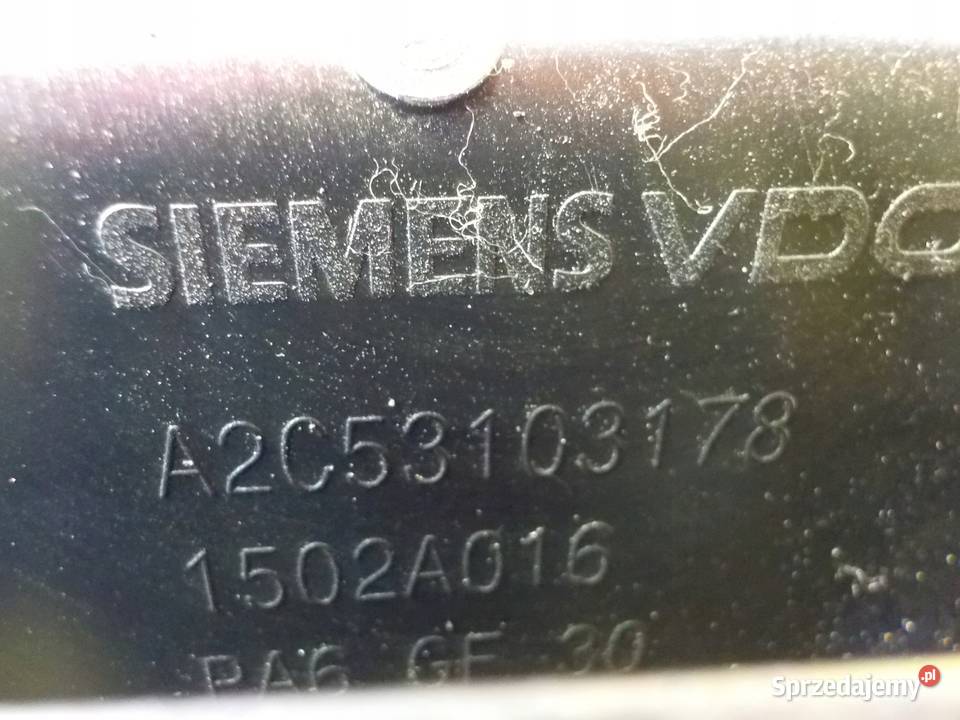 SIEMENS VDO
A2C53103178
1502A016
PA6 GF 30
Sprzedajemy.pl